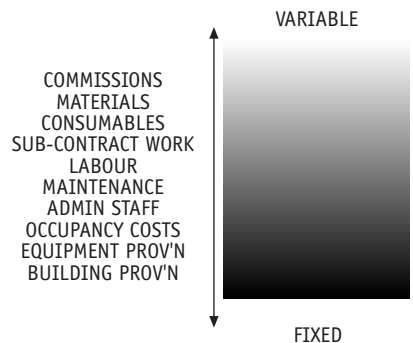 VARIABLE
COMMISSIONS
MATERIALS
CONSUMABLES
SUB-CONTRACT WORK
LABOUR
MAINTENANCE
ADMIN STAFF
OCCUPANCY COSTS
EQUIPMENT PROV'N
BUILDING PROV'N
FIXED